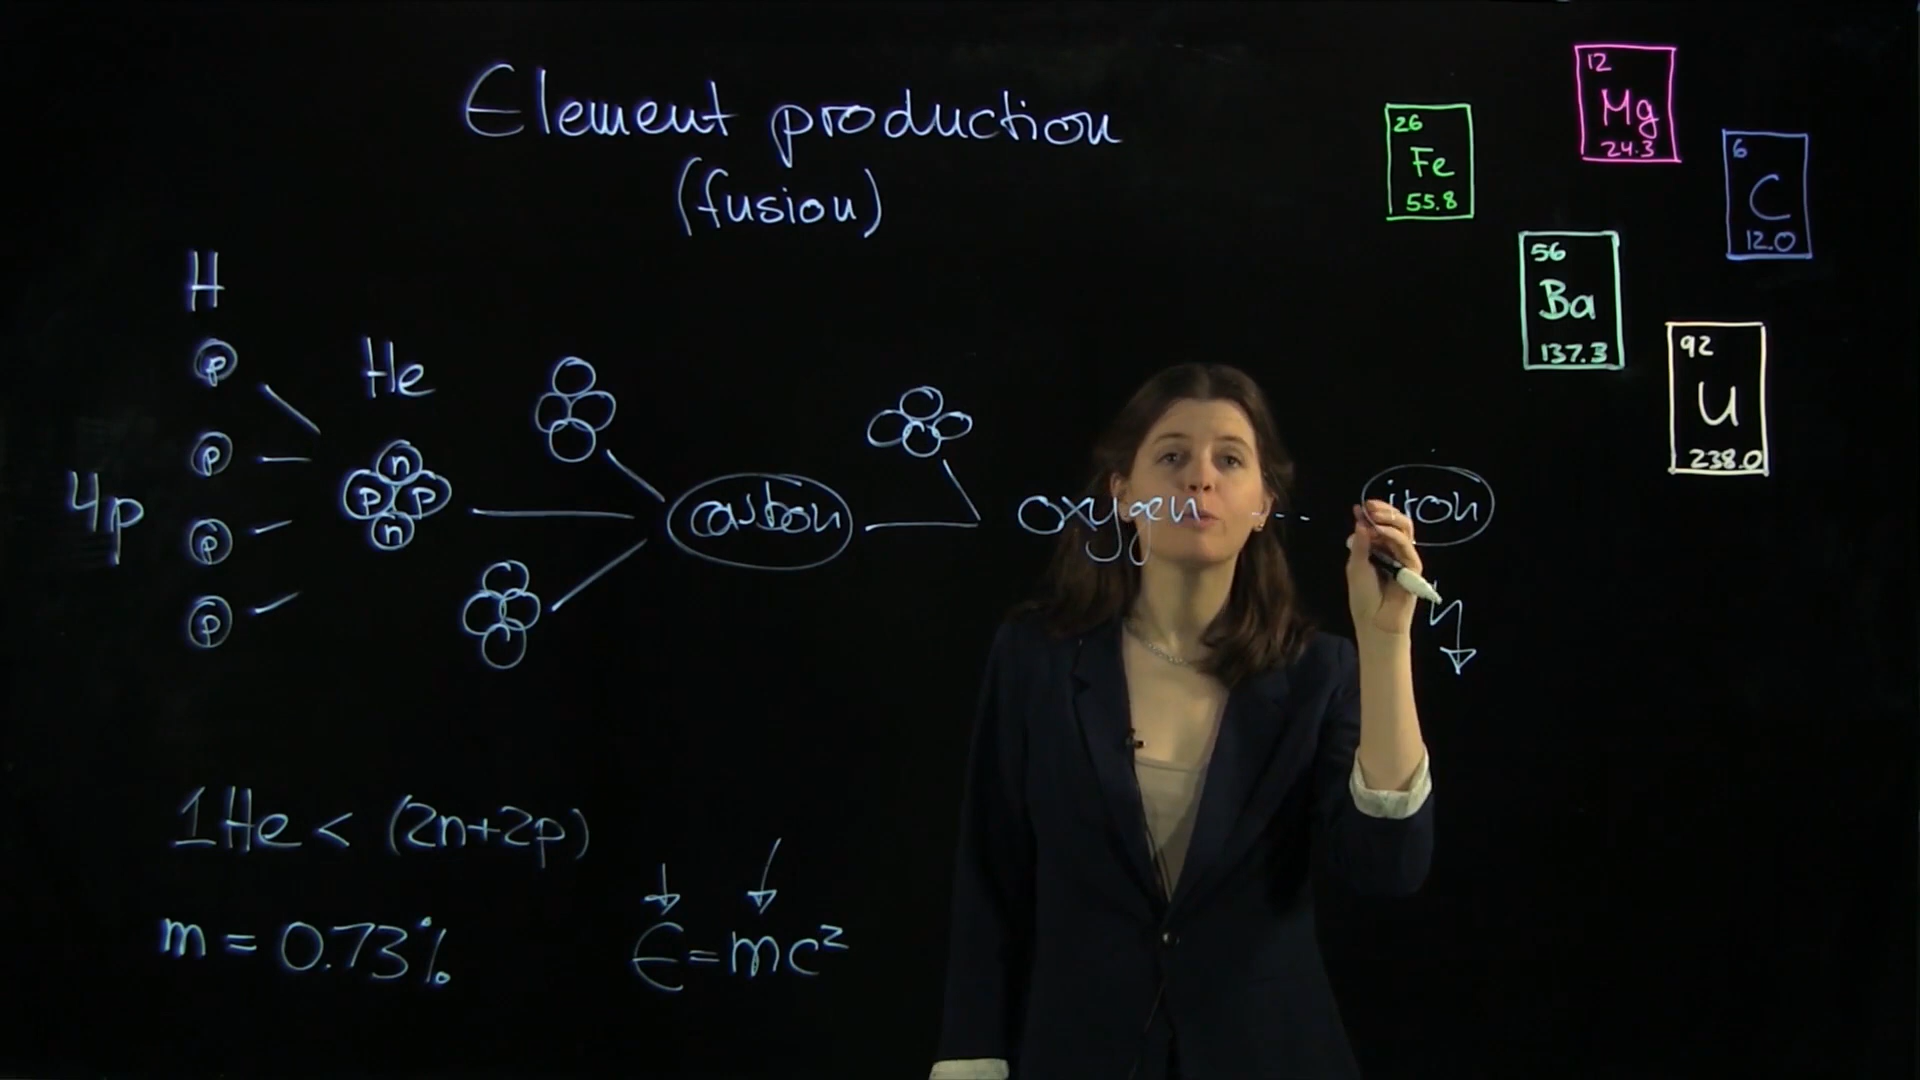 Element production
(fusion)
12
Mg
24.3
26
Fe
55.8
6
C
12.0
56
Ba
137.3
92
U
238.0
H
p
p
p
p
4p
He
n
p p
n
carbon
oxygen ... iron
1He < (2n+2p)
m = 0.73%
E=mc²